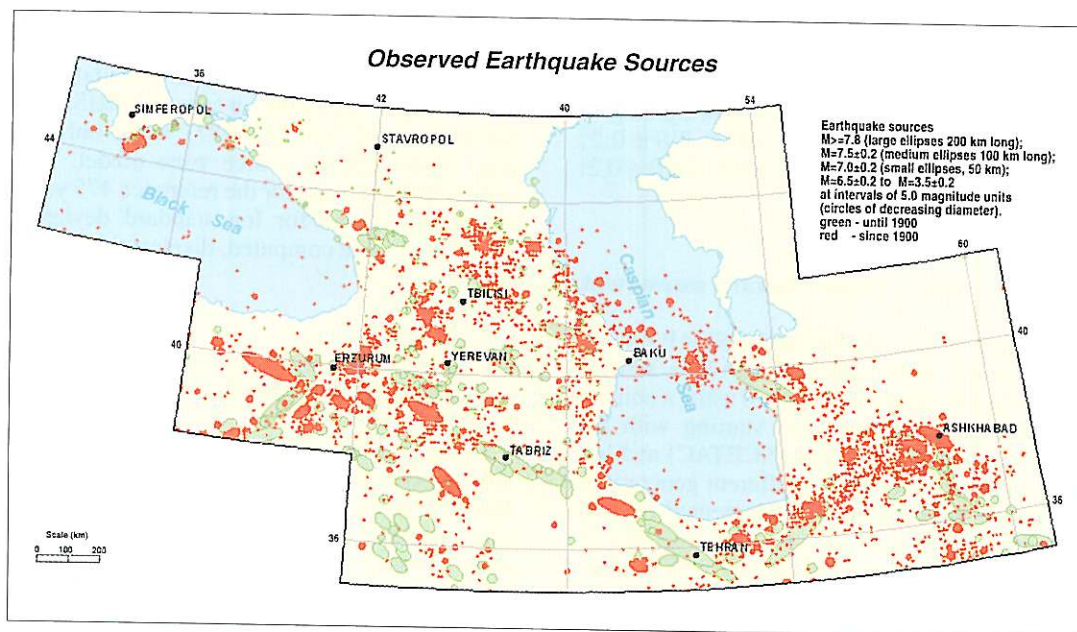 Observed Earthquake Sources
36
42
40
54
SIMFEROPOL
STAVROPOL
44
Black Sea
Earthquake sources
M>=7.8 (large ellipses 200 km long);
M=7.5±0.2 (medium ellipses 100 km long);
M=7.0±0.2 (small ellipses, 50 km);
M=6.5±0.2 to M=3.5±0.2
at intervals of 5.0 magnitude units
(circles of decreasing diameter).
green - until 1900
red - since 1900
60
Caspian Sea
TBILISI
40
ERZURUM
YEREVAN
BAKU
40
ASHKHABAD
TABRIZ
36
36
TEHRAN
Scale (km)
0 100 200